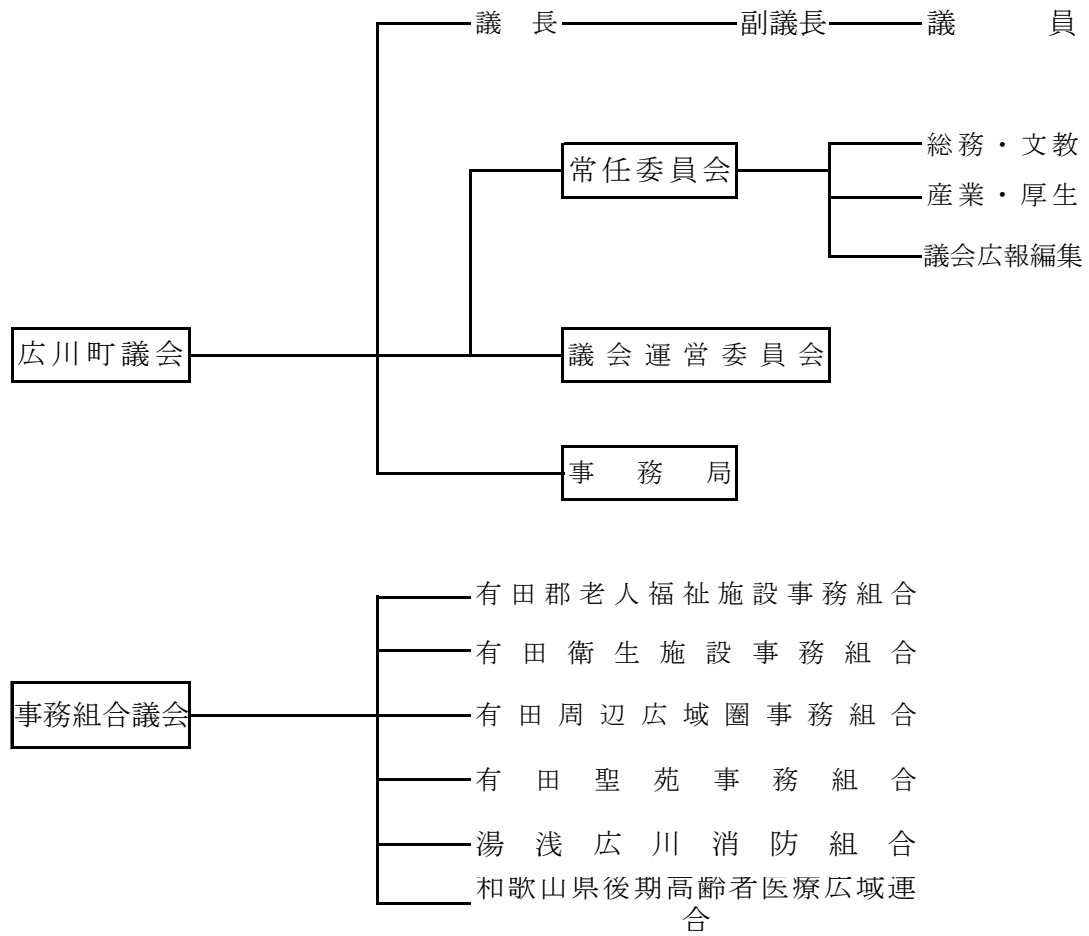 議長 副議長 議員
常任委員会
総務・文教
産業・厚生
議会広報編集
広川町議会
議会運営委員会
事務局
有田郡老人福祉施設事務組合
有田衛生施設事務組合
事務組合議会
有田周辺広域圏事務組合
有田聖苑事務組合
湯浅広川消防組合
和歌山県後期高齢者医療広域連
合